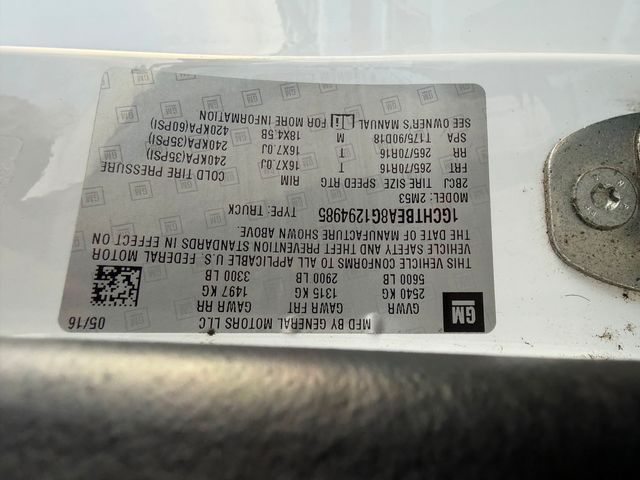 MFD BY GENERAL MOTORS LLC 05/16
GM
GVWR GAWR FRT GAWR RR
2540 KG 1315 KG 1497 KG
5600 LB 2900 LB 3300 LB
THIS VEHICLE CONFORMS TO ALL APPLICABLE U.S. FEDERAL MOTOR
VEHICLE SAFETY AND THEFT PREVENTION STANDARDS IN EFFECT ON
THE DATE OF MANUFACTURE SHOWN ABOVE.
1GCHTBEA8G1294985 TYPE: TRUCK
MODEL: 2M53
2BCJ TIRE SIZE SPEED RTG RIM COLD TIRE PRESSURE
FRT 265/70R16 T 16X7.0J 240KPA(35PSI)
RR 265/70R16 T 16X7.0J 240KPA(35PSI)
SPA T175/90D18 M 18X4.5B 420KPA(60PSI)
SEE OWNER'S MANUAL FOR MORE INFORMATION